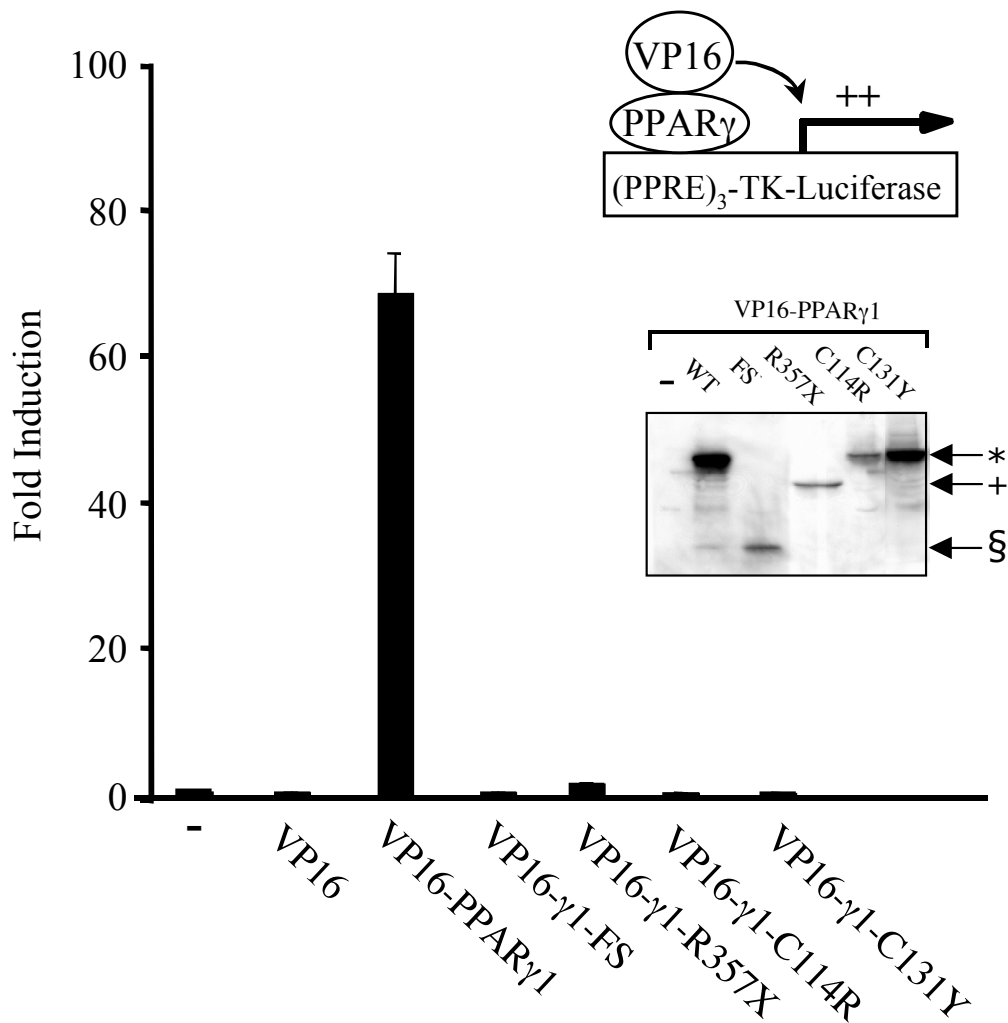 100
80
60
40
20
0
Fold Induction
VP16
PPARγ
++
(PPRE)3-TK-Luciferase
VP16-PPARγ1
-
WT
FS
R357X
C114R
C131Y
*
+
§
-
VP16
VP16-PPARγ1
VP16-γ1-FS
VP16-γ1-R357X
VP16-γ1-C114R
VP16-γ1-C131Y